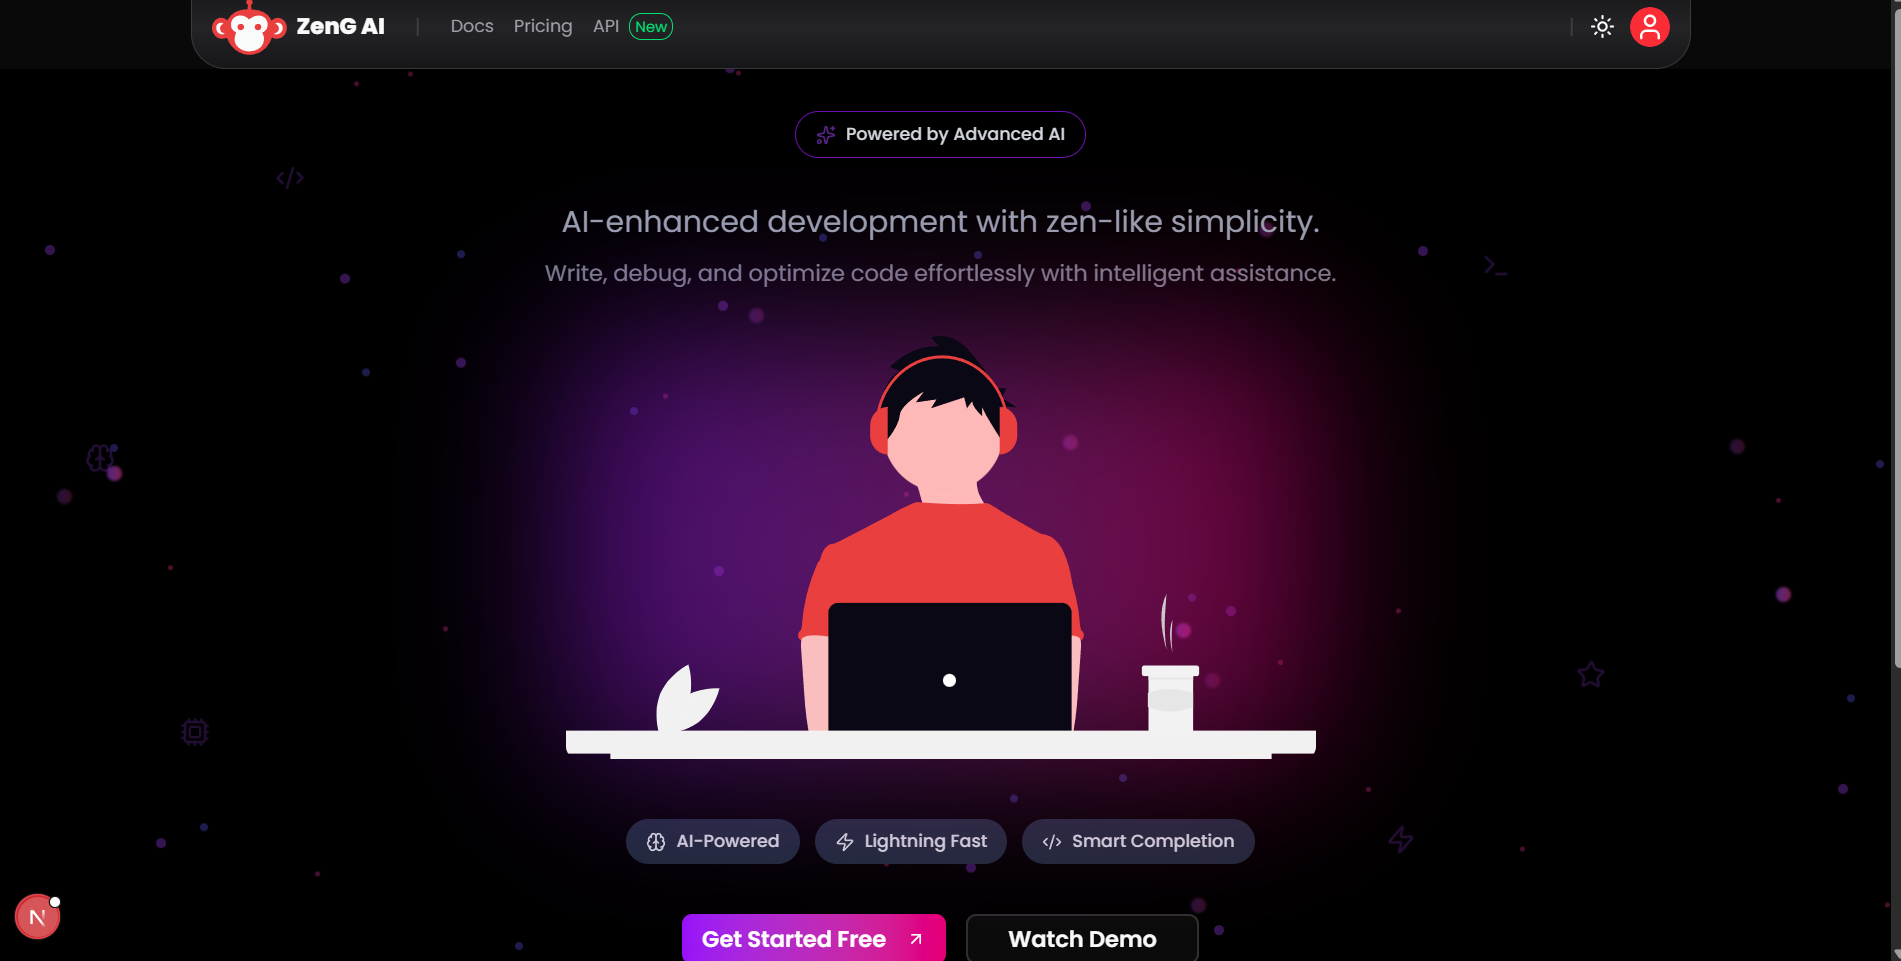 ZenG AI
Docs Pricing API New
Powered by Advanced AI
AI-enhanced development with zen-like simplicity.
Write, debug, and optimize code effortlessly with intelligent assistance.
AI-Powered
Lightning Fast
Smart Completion
N
Get Started Free
Watch Demo